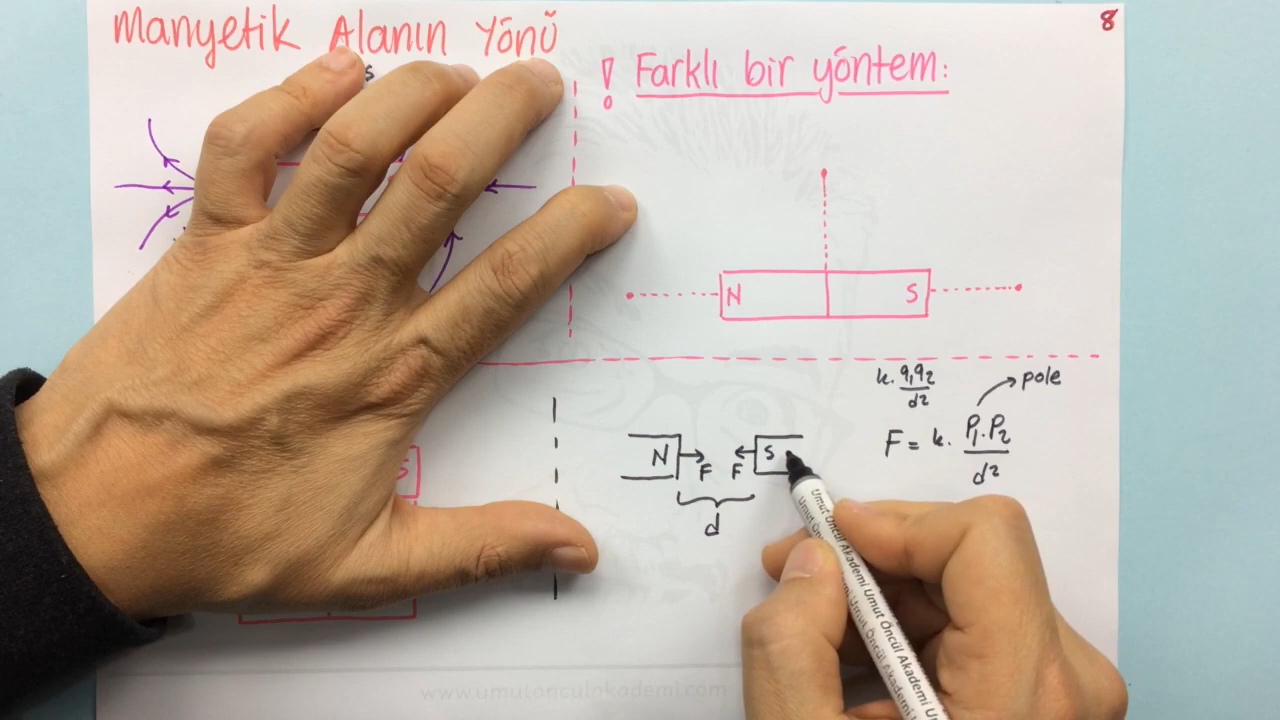 Manyetik Alanın Yönü
8
s
! Farklı bir yöntem:
N S
k. q1q2
d2
pole
F = k. P1.P2
d2
N F F S
d
S
Umut Öncül Akademi Umut Öncül Akademi Um
www.umutonculakademi.com